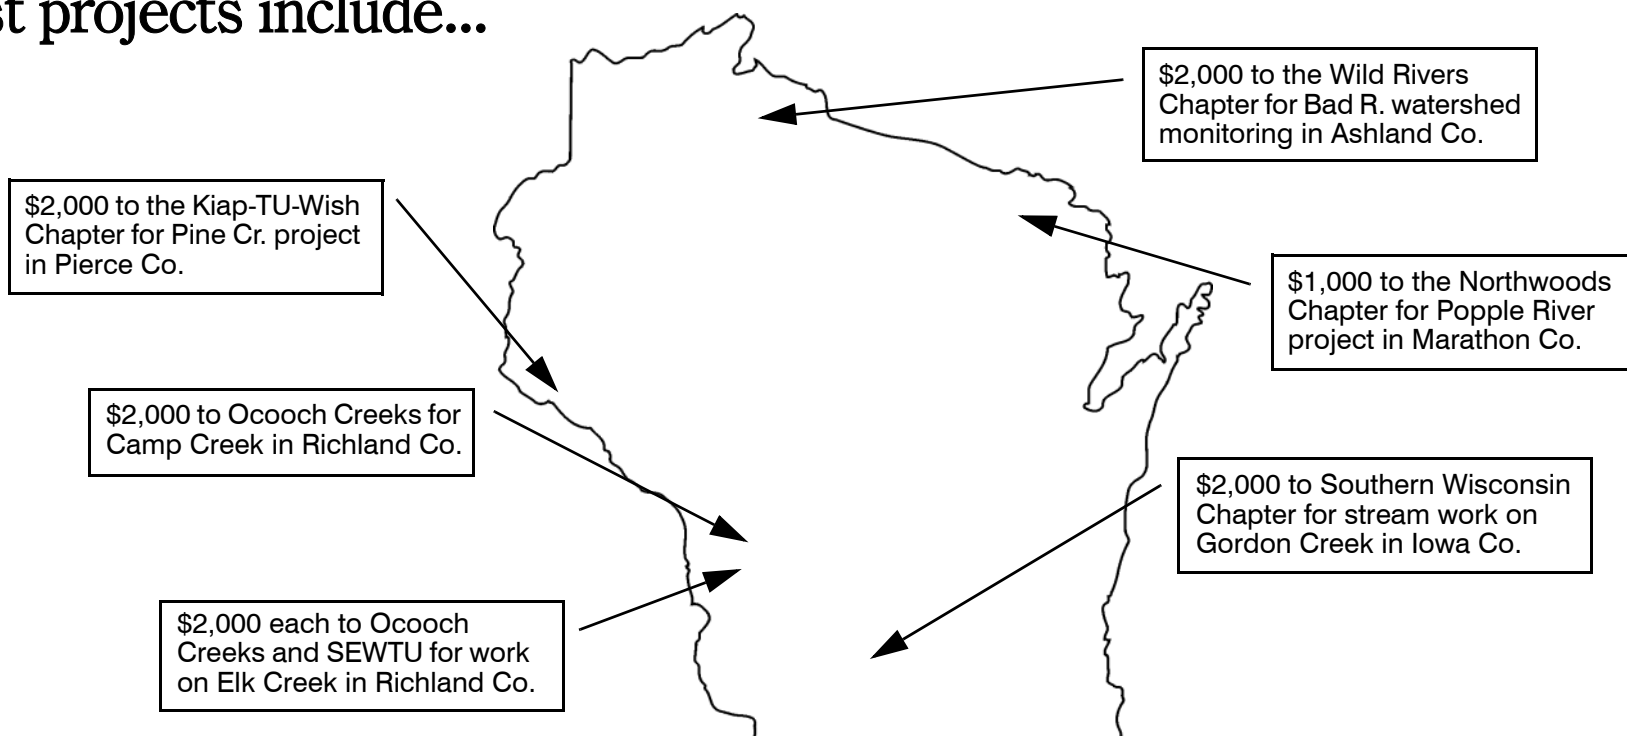 st projects include...
$2,000 to the Wild Rivers
Chapter for Bad R. watershed
monitoring in Ashland Co.
$2,000 to the Kiap-TU-Wish
Chapter for Pine Cr. project
in Pierce Co.
$1,000 to the Northwoods
Chapter for Popple River
project in Marathon Co.
$2,000 to Ocooch Creeks for
Camp Creek in Richland Co.
$2,000 to Southern Wisconsin
Chapter for stream work on
Gordon Creek in Iowa Co.
$2,000 each to Ocooch
Creeks and SEWTU for work
on Elk Creek in Richland Co.